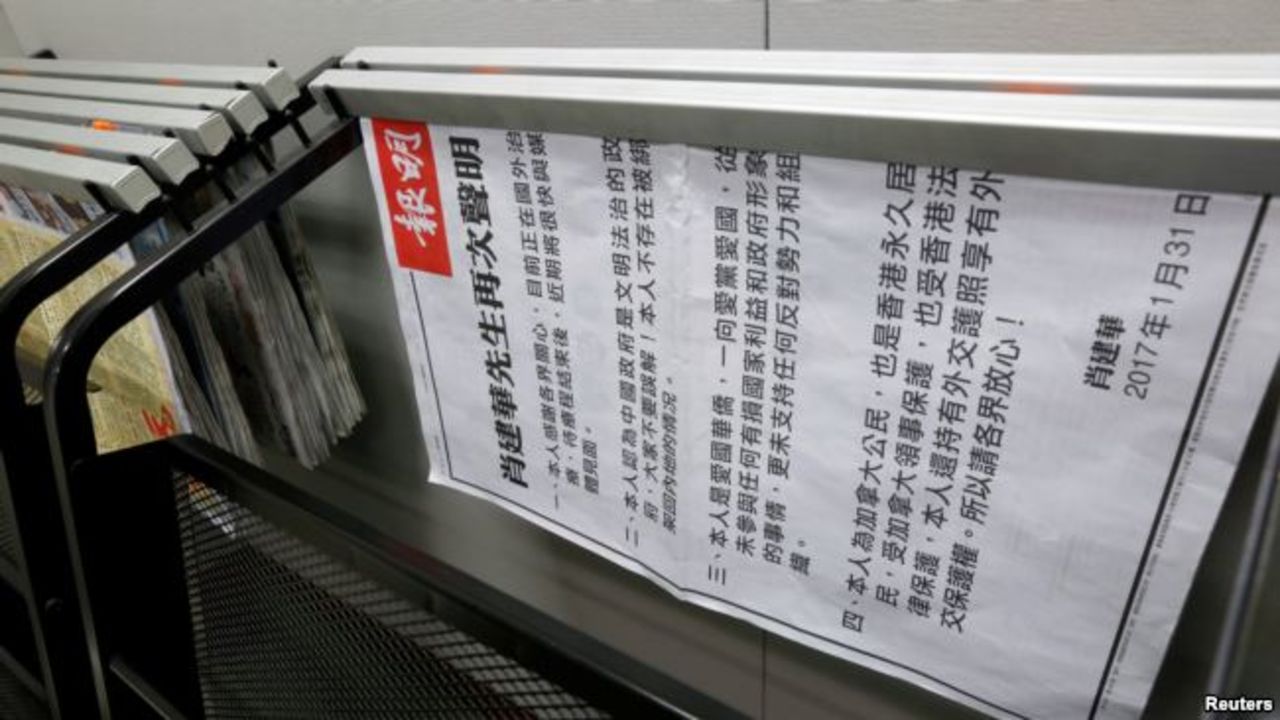 明報
肖建華先生再次聲明
一、本人感謝各界關心，目前正在國外治
療，待療程結束後，近期將很快與媒
體見面。
二、本人認為中國政府是文明法治的政
府，大家不要誤解！本人不存在被綁
架回內地的情況。
三、本人是愛國華僑，一向愛黨愛國，從
未參與任何有損國家利益和政府形象
的事情，更未支持任何反對勢力和組
織。
四、本人為加拿大公民，也是香港永久居
民，受加拿大領事保護，也受香港法
律保護，本人還持有外交護照享有外
交保護權。所以請各界放心！
肖建華
2017年1月31日
Reuters